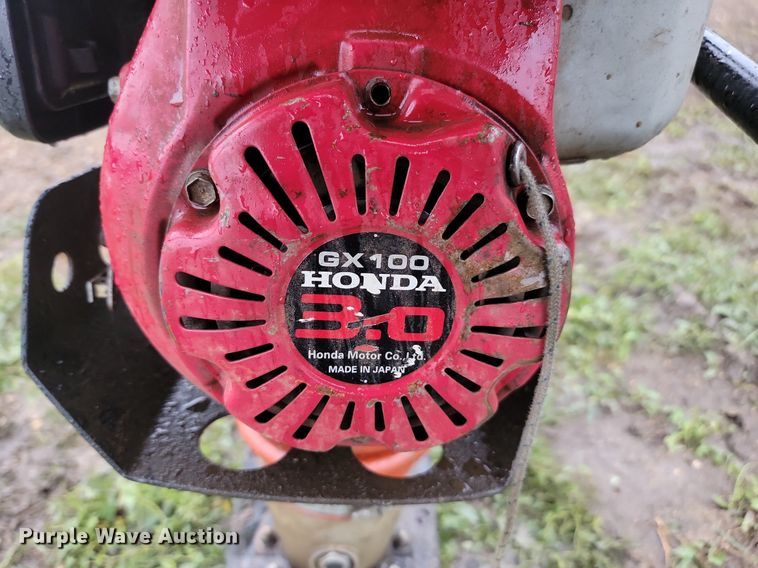 GX100
HONDA
3.0
Honda Motor Co.,Ltd.
MADE IN JAPAN
Purple Wave Auction